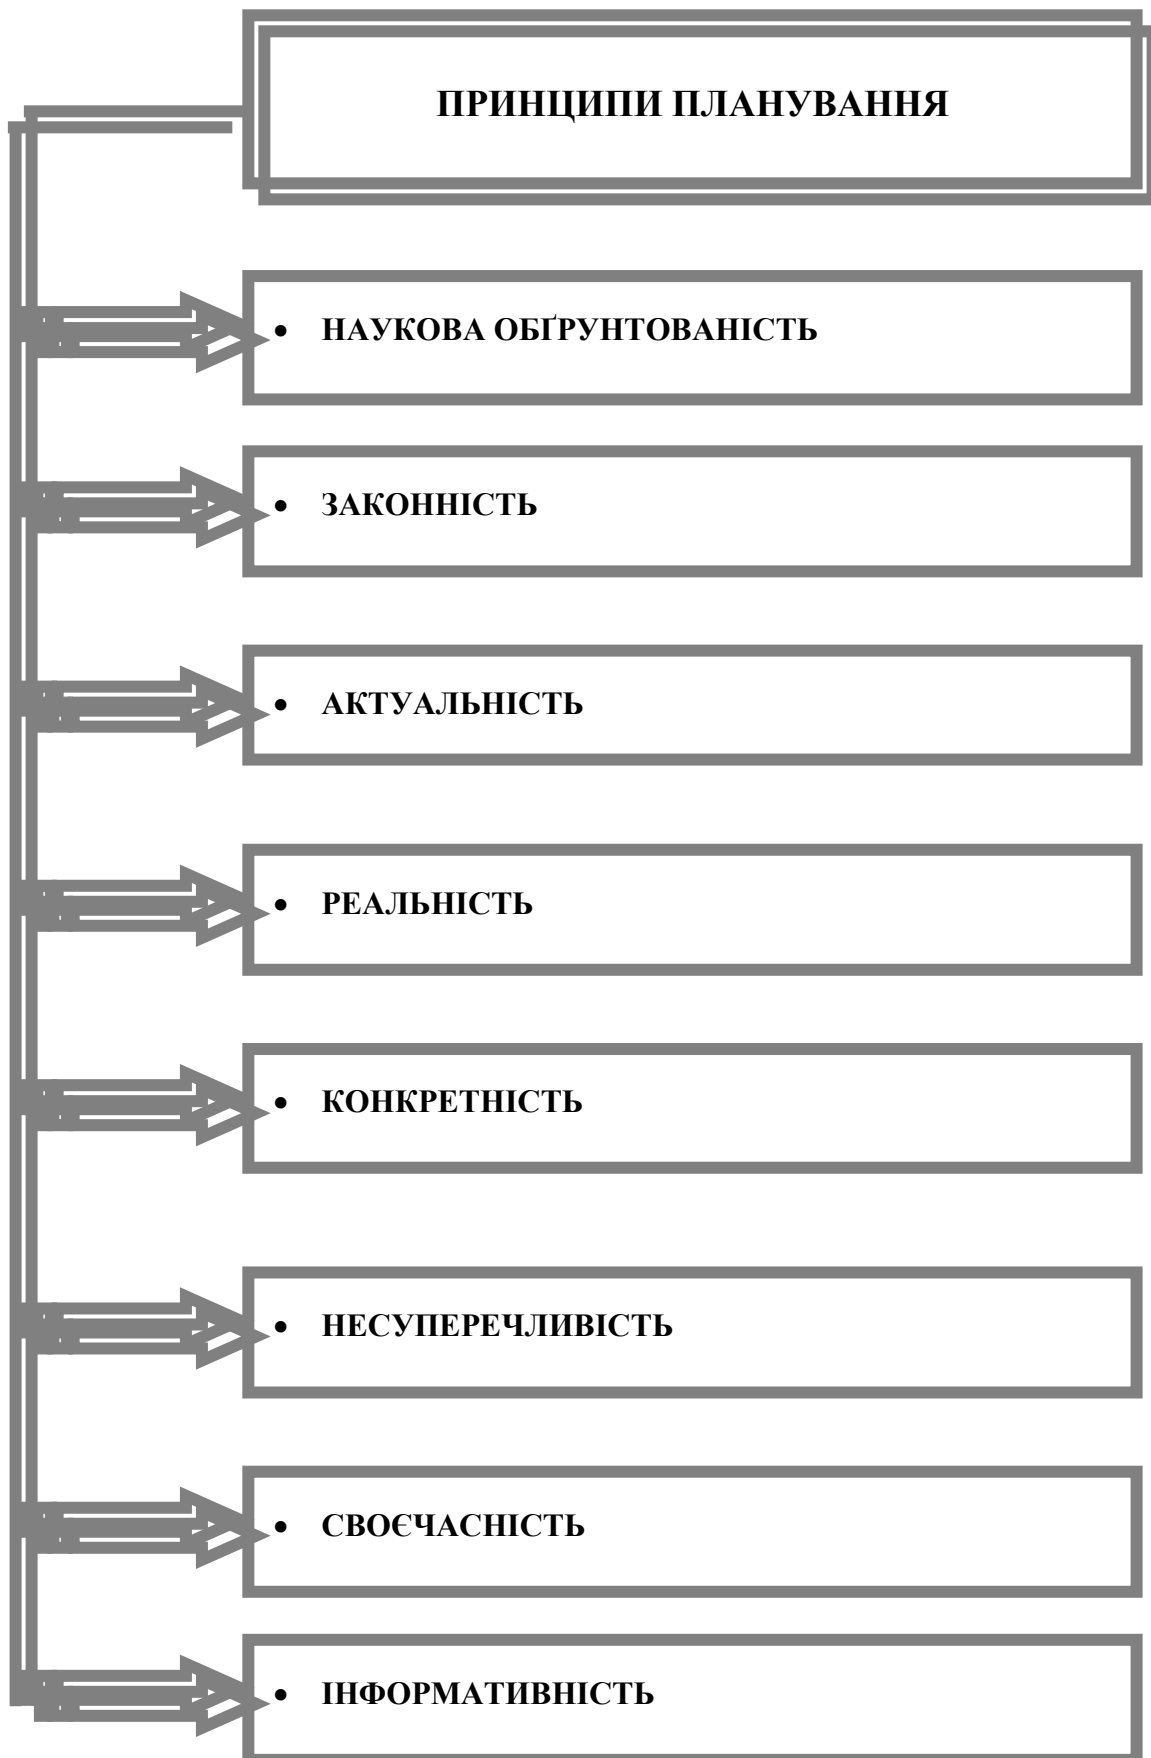 ПРИНЦИПИ ПЛАНУВАННЯ
• НАУКОВА ОБҐРУНТОВАНІСТЬ
• ЗАКОННІСТЬ
• АКТУАЛЬНІСТЬ
• РЕАЛЬНІСТЬ
• КОНКРЕТНІСТЬ
• НЕСУПЕРЕЧЛИВІСТЬ
• СВОЄЧАСНІСТЬ
• ІНФОРМАТИВНІСТЬ